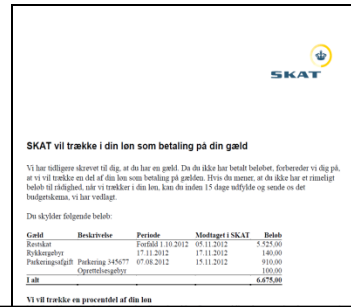 SKAT
SKAT vil trække i din løn som betaling på din gæld
Vi har tidligere skrevet til dig, at du har en gæld. Da du ikke har betalt beløbet, forbereder vi dig på,
at vi vil trække en del af din løn som betaling på gælden. Hvis du mener, at du ikke har et rimeligt
beløb til rådighed, når vi trækker i din løn, kan du inden 15 dage udfylde og sende os det
budgetskema, vi har vedlagt.
Du skylder følgende beløb:
Gæld Beskrivelse Periode Modtaget i SKAT Beløb
Restskat Forfald 1.10.2012 05.11.2012 5.525,00
Rykkergebyr 17.11.2012 17.11.2012 140,00
Parkeringsafgift Parkering 345677 07.08.2012 15.11.2012 910,00
Oprettelsesgebyr 100,00
I alt 6.675,00
Vi vil trække en procentdel af din løn